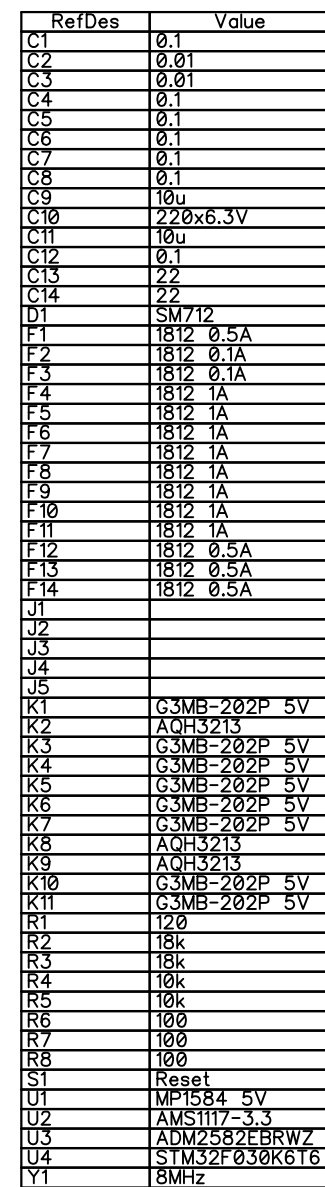 RefDes Value
C1 0.1
C2 0.01
C3 0.01
C4 0.1
C5 0.1
C6 0.1
C7 0.1
C8 0.1
C9 10u
C10 220x6.3V
C11 10u
C12 0.1
C13 22
C14 22
D1 SM712
F1 1812 0.5A
F2 1812 0.1A
F3 1812 0.1A
F4 1812 1A
F5 1812 1A
F6 1812 1A
F7 1812 1A
F8 1812 1A
F9 1812 1A
F10 1812 1A
F11 1812 1A
F12 1812 0.5A
F13 1812 0.5A
F14 1812 0.5A
J1
J2
J3
J4
J5
K1 G3MB-202P 5V
K2 AQH3213
K3 G3MB-202P 5V
K4 G3MB-202P 5V
K5 G3MB-202P 5V
K6 G3MB-202P 5V
K7 G3MB-202P 5V
K8 AQH3213
K9 AQH3213
K10 G3MB-202P 5V
K11 G3MB-202P 5V
R1 120
R2 18k
R3 18k
R4 10k
R5 10k
R6 100
R7 100
R8 100
S1 Reset
U1 MP1584 5V
U2 AMS1117-3.3
U3 ADM2582EBRWZ
U4 STM32F030K6T6
Y1 8MHz